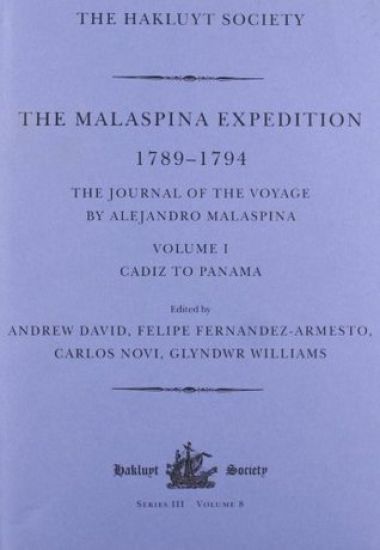 THE HAKLUYT SOCIETY
THE MALASPINA EXPEDITION
1789–1794
THE JOURNAL OF THE VOYAGE
BY ALEJANDRO MALASPINA
VOLUME I
CADIZ TO PANAMA
Edited by
ANDREW DAVID, FELIPE FERNANDEZ-ARMESTO,
CARLOS NOVI, GLYNDWR WILLIAMS
Hakluyt Society
SERIES III VOLUME 8